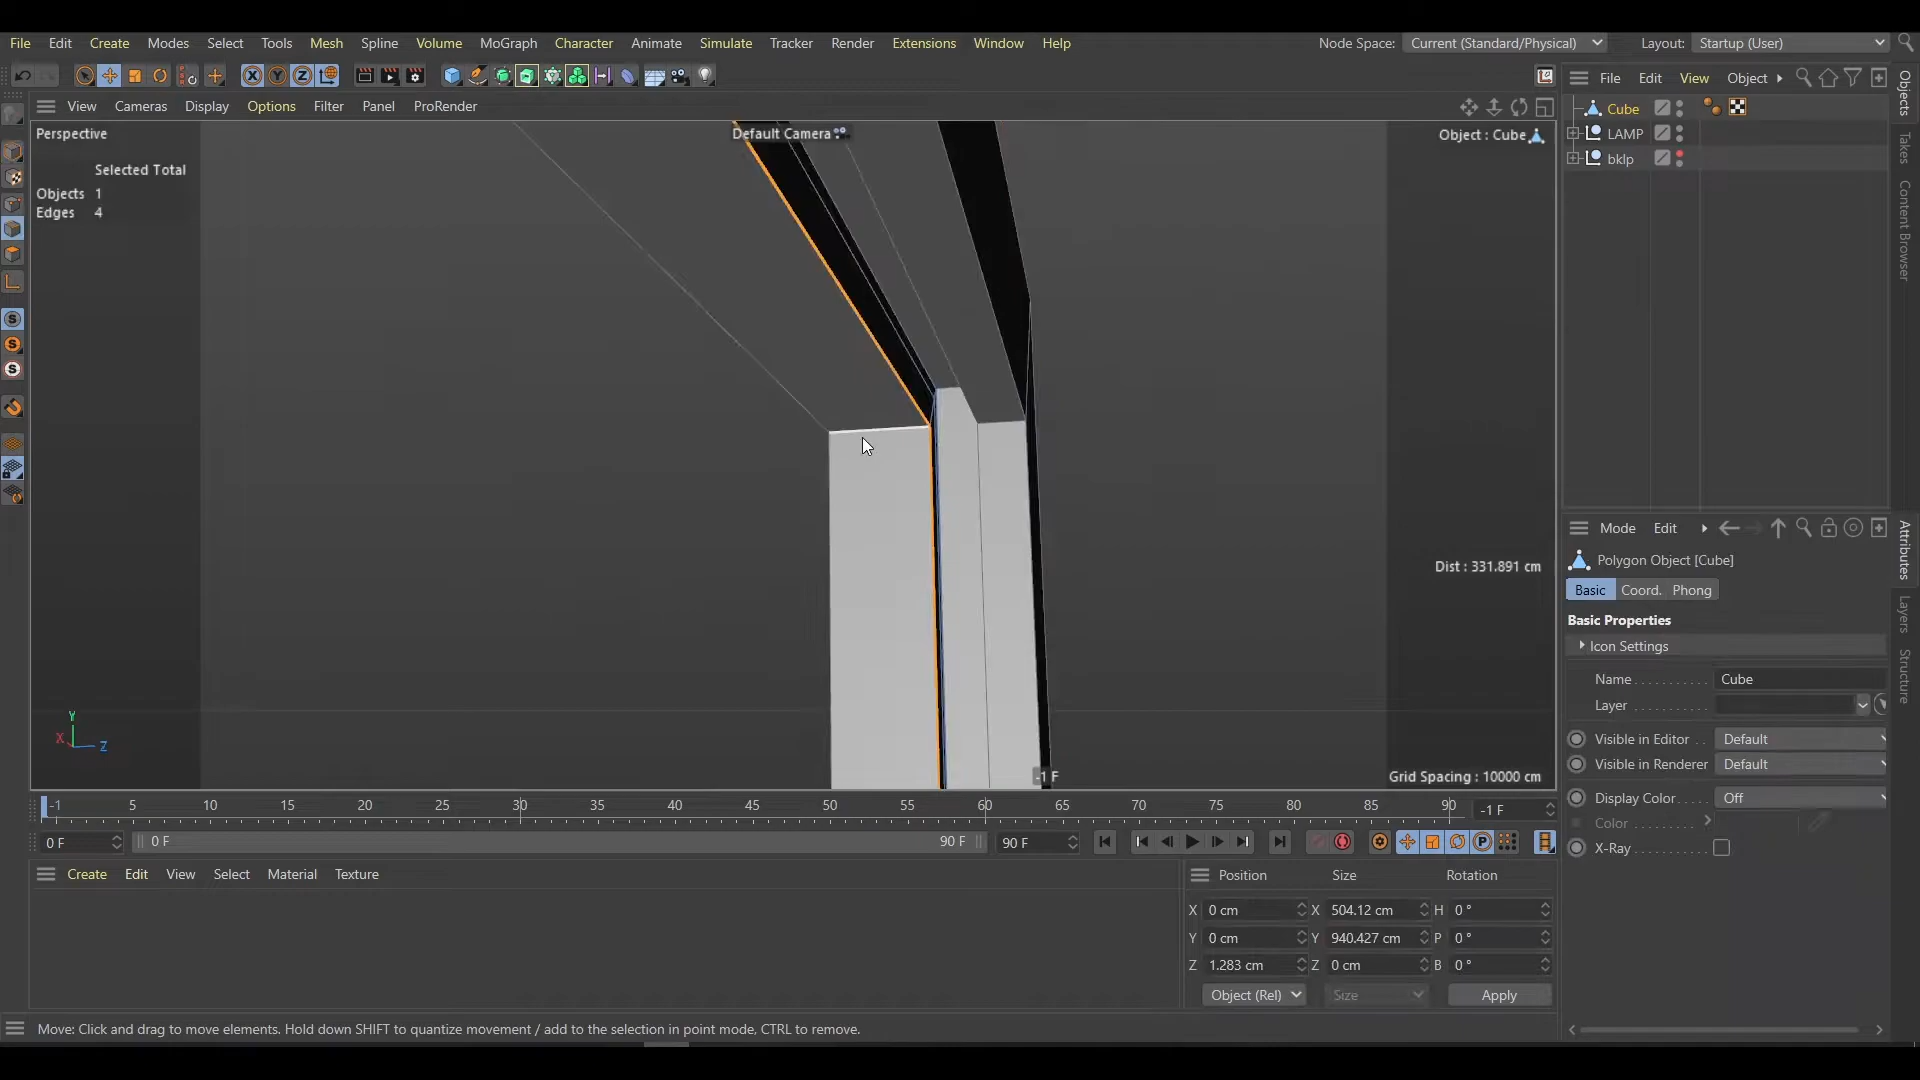 File Edit Create Modes Select Tools Mesh Spline Volume MoGraph Character Animate Simulate Tracker Render Extensions Window Help Node Space: Current (Standard/Physical) Layout: Startup (User)
File Edit View Object
View Cameras Display Options Filter Panel ProRender
Perspective Default Camera Object : Cube
Cube
LAMP
bklp
Selected Total
Objects 1
Edges 4
Objects
Takes
Content Browser
Mode Edit
Polygon Object [Cube]
Basic Coord. Phong
Basic Properties
Icon Settings
Name Cube
Layer
Visible in Editor Default
Visible in Renderer Default
Display Color Off
Color
X-Ray
Attributes
Layers
Structure
Dist : 331.891 cm
Y
X Z
-1 F
Grid Spacing : 10000 cm
-1 5 10 15 20 25 30 35 40 45 50 55 60 65 70 75 80 85 90 -1 F
0 F 0 F 90 F 90 F
Create Edit View Select Material Texture
Position Size Rotation
X 0 cm X 504.12 cm H 0 °
Y 0 cm Y 940.427 cm P 0 °
Z 1.283 cm Z 0 cm B 0 °
Object (Rel) Size Apply
Move: Click and drag to move elements. Hold down SHIFT to quantize movement / add to the selection in point mode, CTRL to remove.